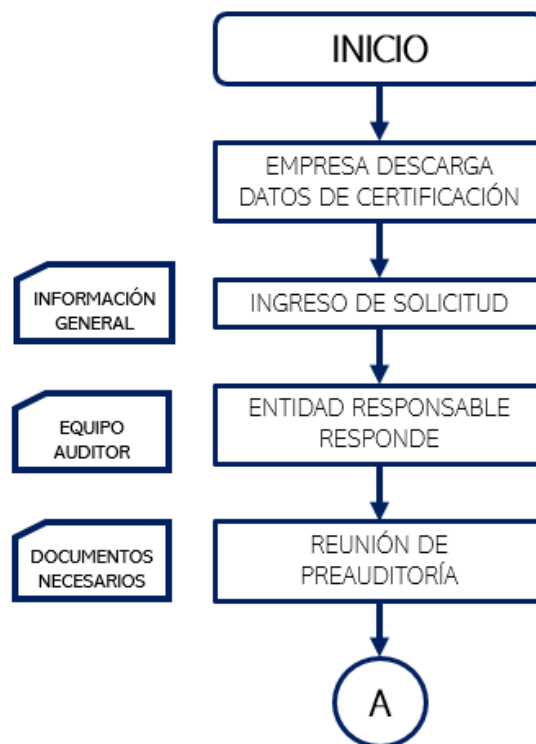 INICIO
EMPRESA DESCARGA
DATOS DE CERTIFICACIÓN
INFORMACIÓN
GENERAL
INGRESO DE SOLICITUD
EQUIPO
AUDITOR
ENTIDAD RESPONSABLE
RESPONDE
DOCUMENTOS
NECESARIOS
REUNIÓN DE
PREAUDITORÍA
A